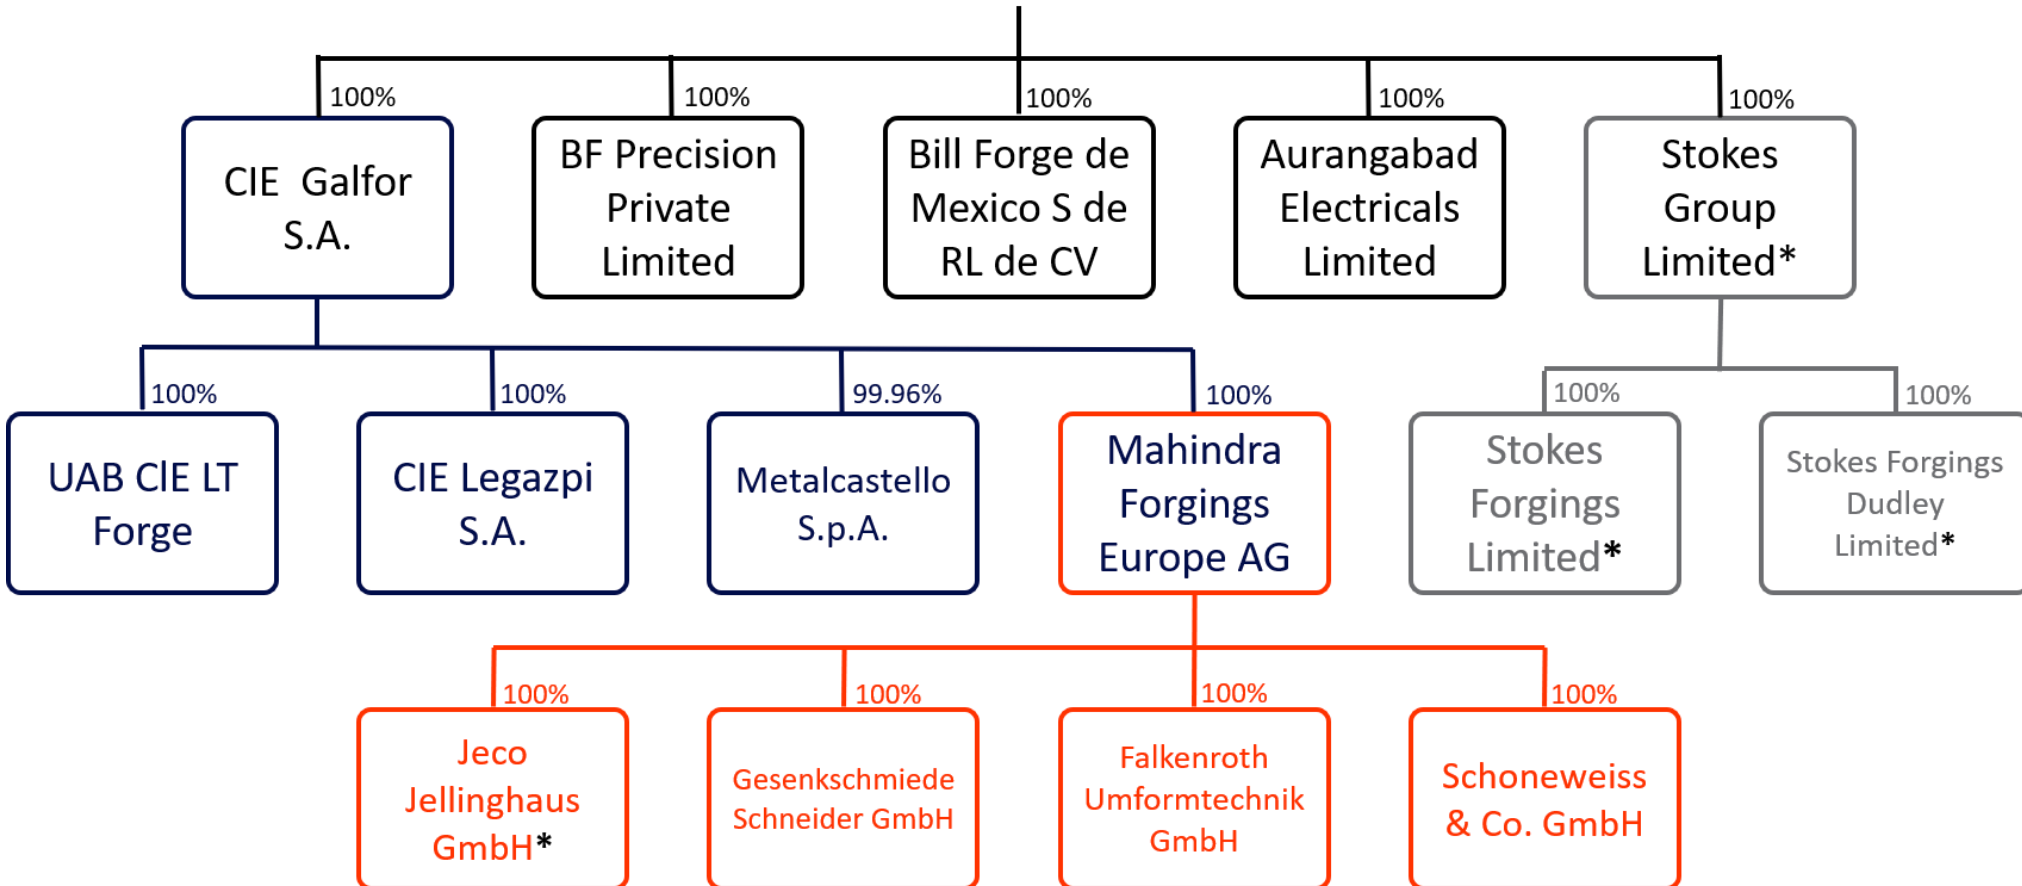 100%
100%
100%
100%
100%
CIE  Galfor
S.A.
BF Precision
Private
Limited
Bill Forge de
Mexico S de
RL de CV
Aurangabad
Electricals
Limited
Stokes
Group
Limited*
100%
100%
99.96%
100%
100%
100%
UAB CIE LT
Forge
CIE Legazpi
S.A.
Metalcastello
S.p.A.
Mahindra
Forgings
Europe AG
Stokes
Forgings
Limited*
Stokes Forgings
Dudley
Limited*
100%
100%
100%
100%
Jeco
Jellinghaus
GmbH*
Gesenkschmiede
Schneider GmbH
Falkenroth
Umformtechnik
GmbH
Schoneweiss
& Co. GmbH